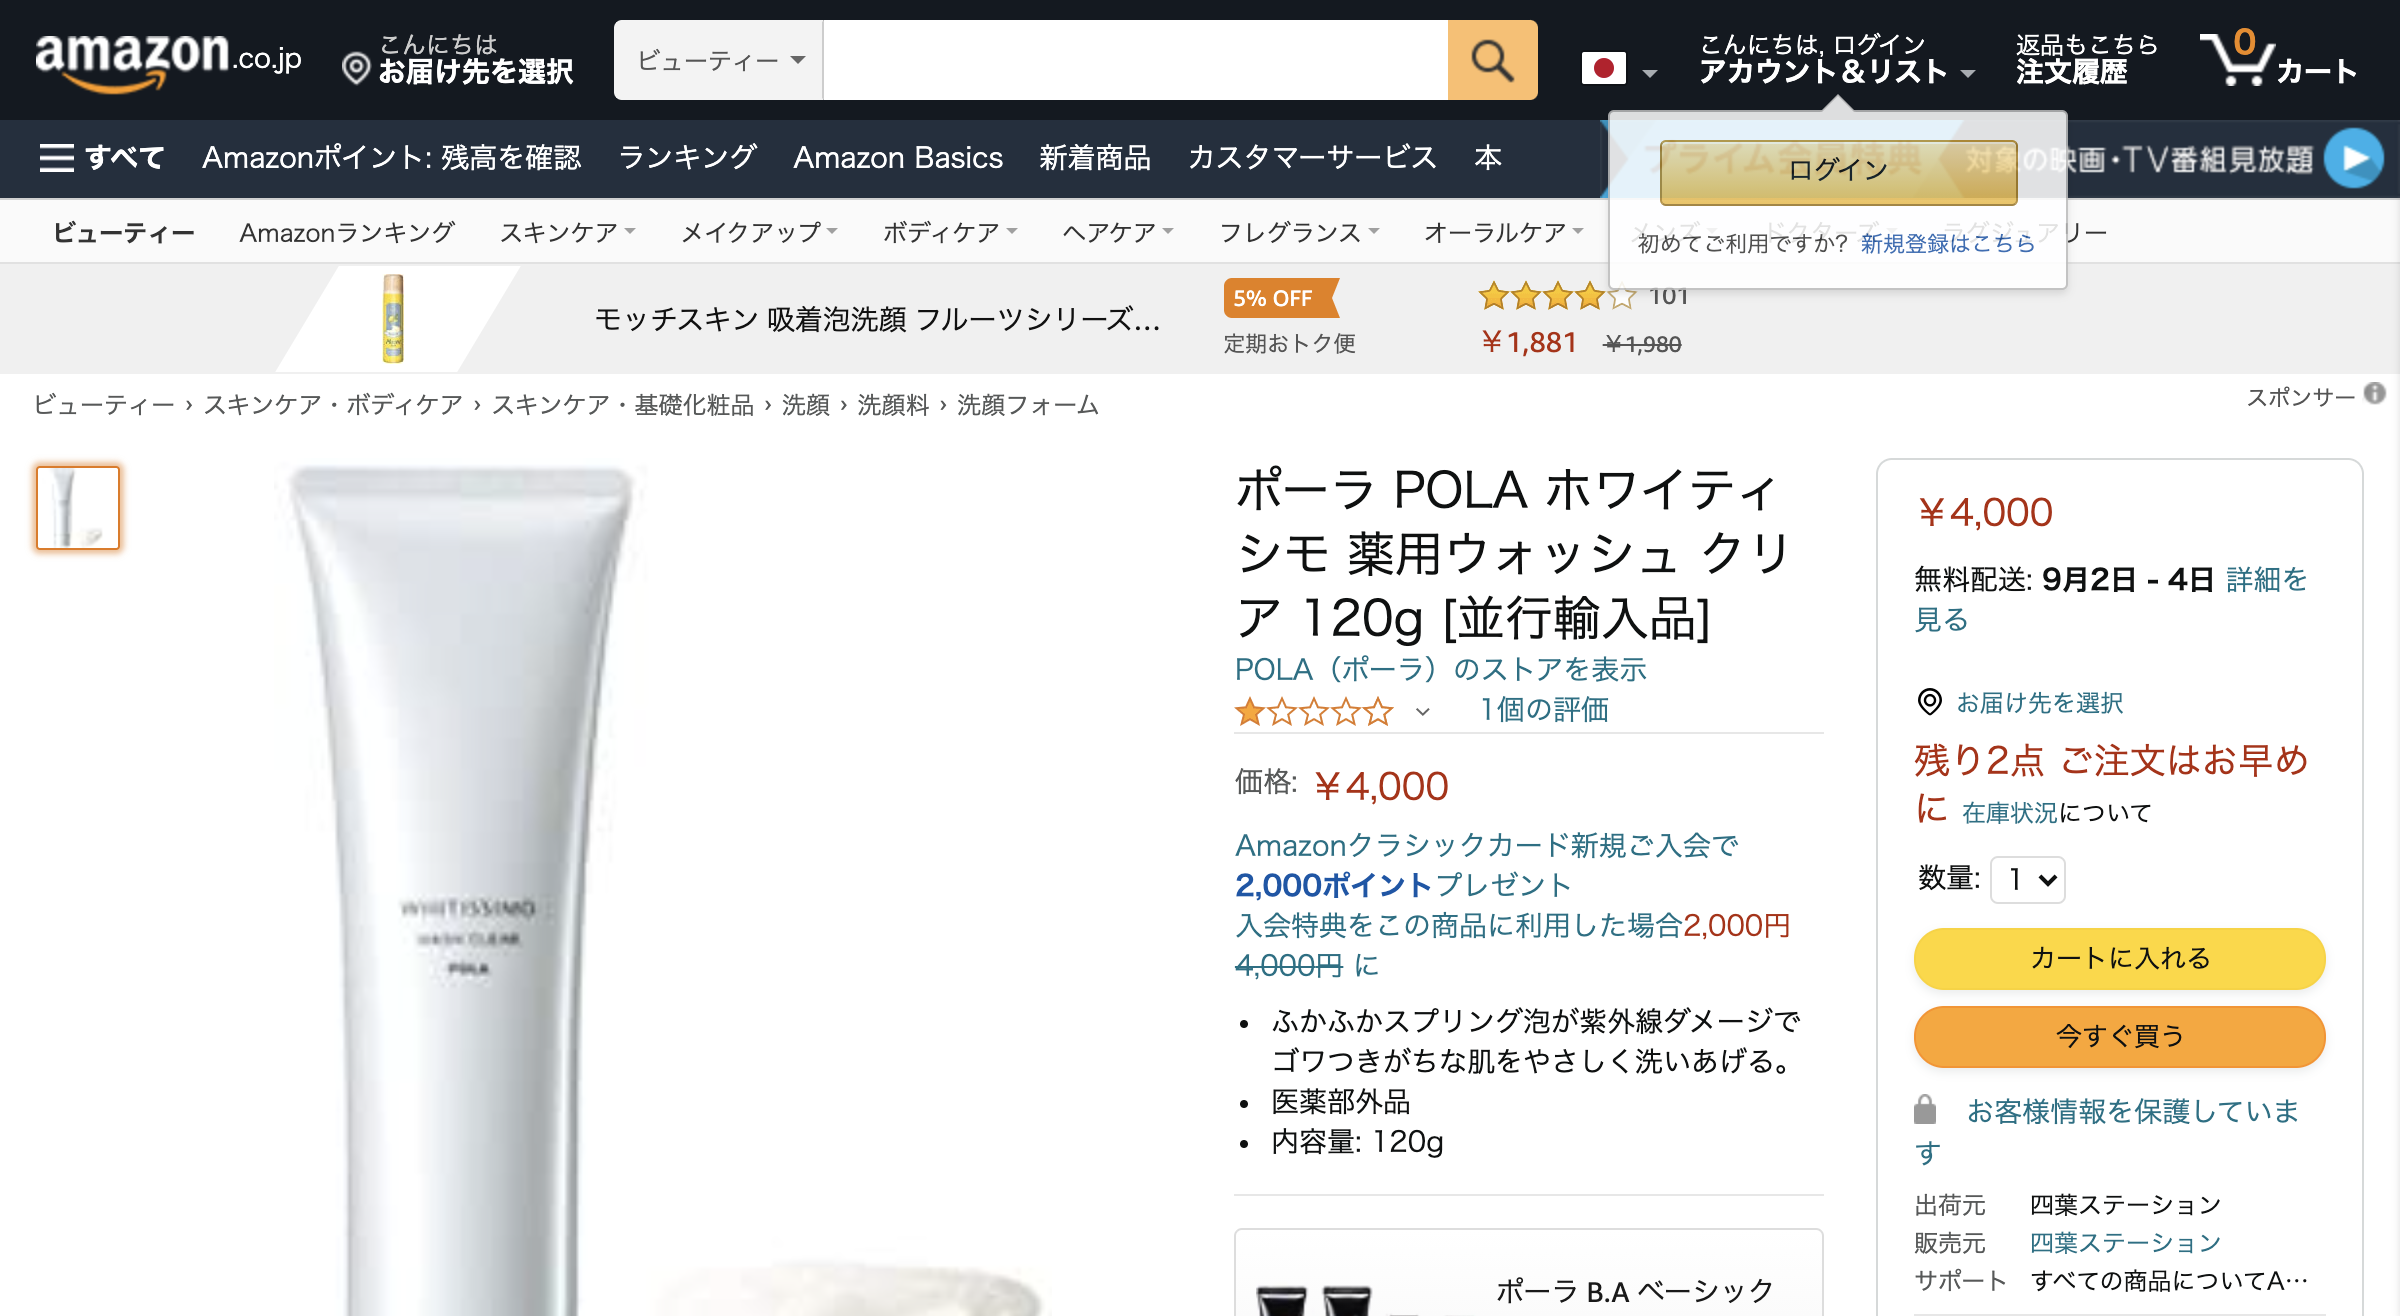 amazon.co.jp
こんにちは
お届け先を選択
ビューティー
こんにちは, ログイン
アカウント&リスト
返品もこちら
注文履歴
0
カート
すべて
Amazonポイント: 残高を確認
ランキング
Amazon Basics
新着商品
カスタマーサービス
本
プライム会員特典
対象の映画・TV番組見放題
ログイン
初めてご利用ですか? 新規登録はこちら
ビューティー
Amazonランキング
スキンケア
メイクアップ
ボディケア
ヘアケア
フレグランス
オーラルケア
メンズ
ドクターズ
ラグジュアリー
モッチスキン 吸着泡洗顔 フルーツシリーズ…
5% OFF
定期おトク便
101
￥1,881 ￥1,980
スポンサー
ビューティー › スキンケア・ボディケア › スキンケア・基礎化粧品 › 洗顔 › 洗顔料 › 洗顔フォーム
WHITISSIMO
WASH CLEAR
POLA
ポーラ POLA ホワイティ
シモ 薬用ウォッシュ クリ
ア 120g [並行輸入品]
POLA（ポーラ）のストアを表示
1個の評価
価格: ￥4,000
Amazonクラシックカード新規ご入会で
2,000ポイントプレゼント
入会特典をこの商品に利用した場合2,000円
4,000円 に
• ふかふかスプリング泡が紫外線ダメージで
ゴワつきがちな肌をやさしく洗いあげる。
• 医薬部外品
• 内容量: 120g
ポーラ B.A ベーシック
￥4,000
無料配送: 9月2日 - 4日 詳細を
見る
お届け先を選択
残り2点 ご注文はお早め
に 在庫状況について
数量: 1
カートに入れる
今すぐ買う
お客様情報を保護していま
す
出荷元 四葉ステーション
販売元 四葉ステーション
サポート すべての商品についてA…